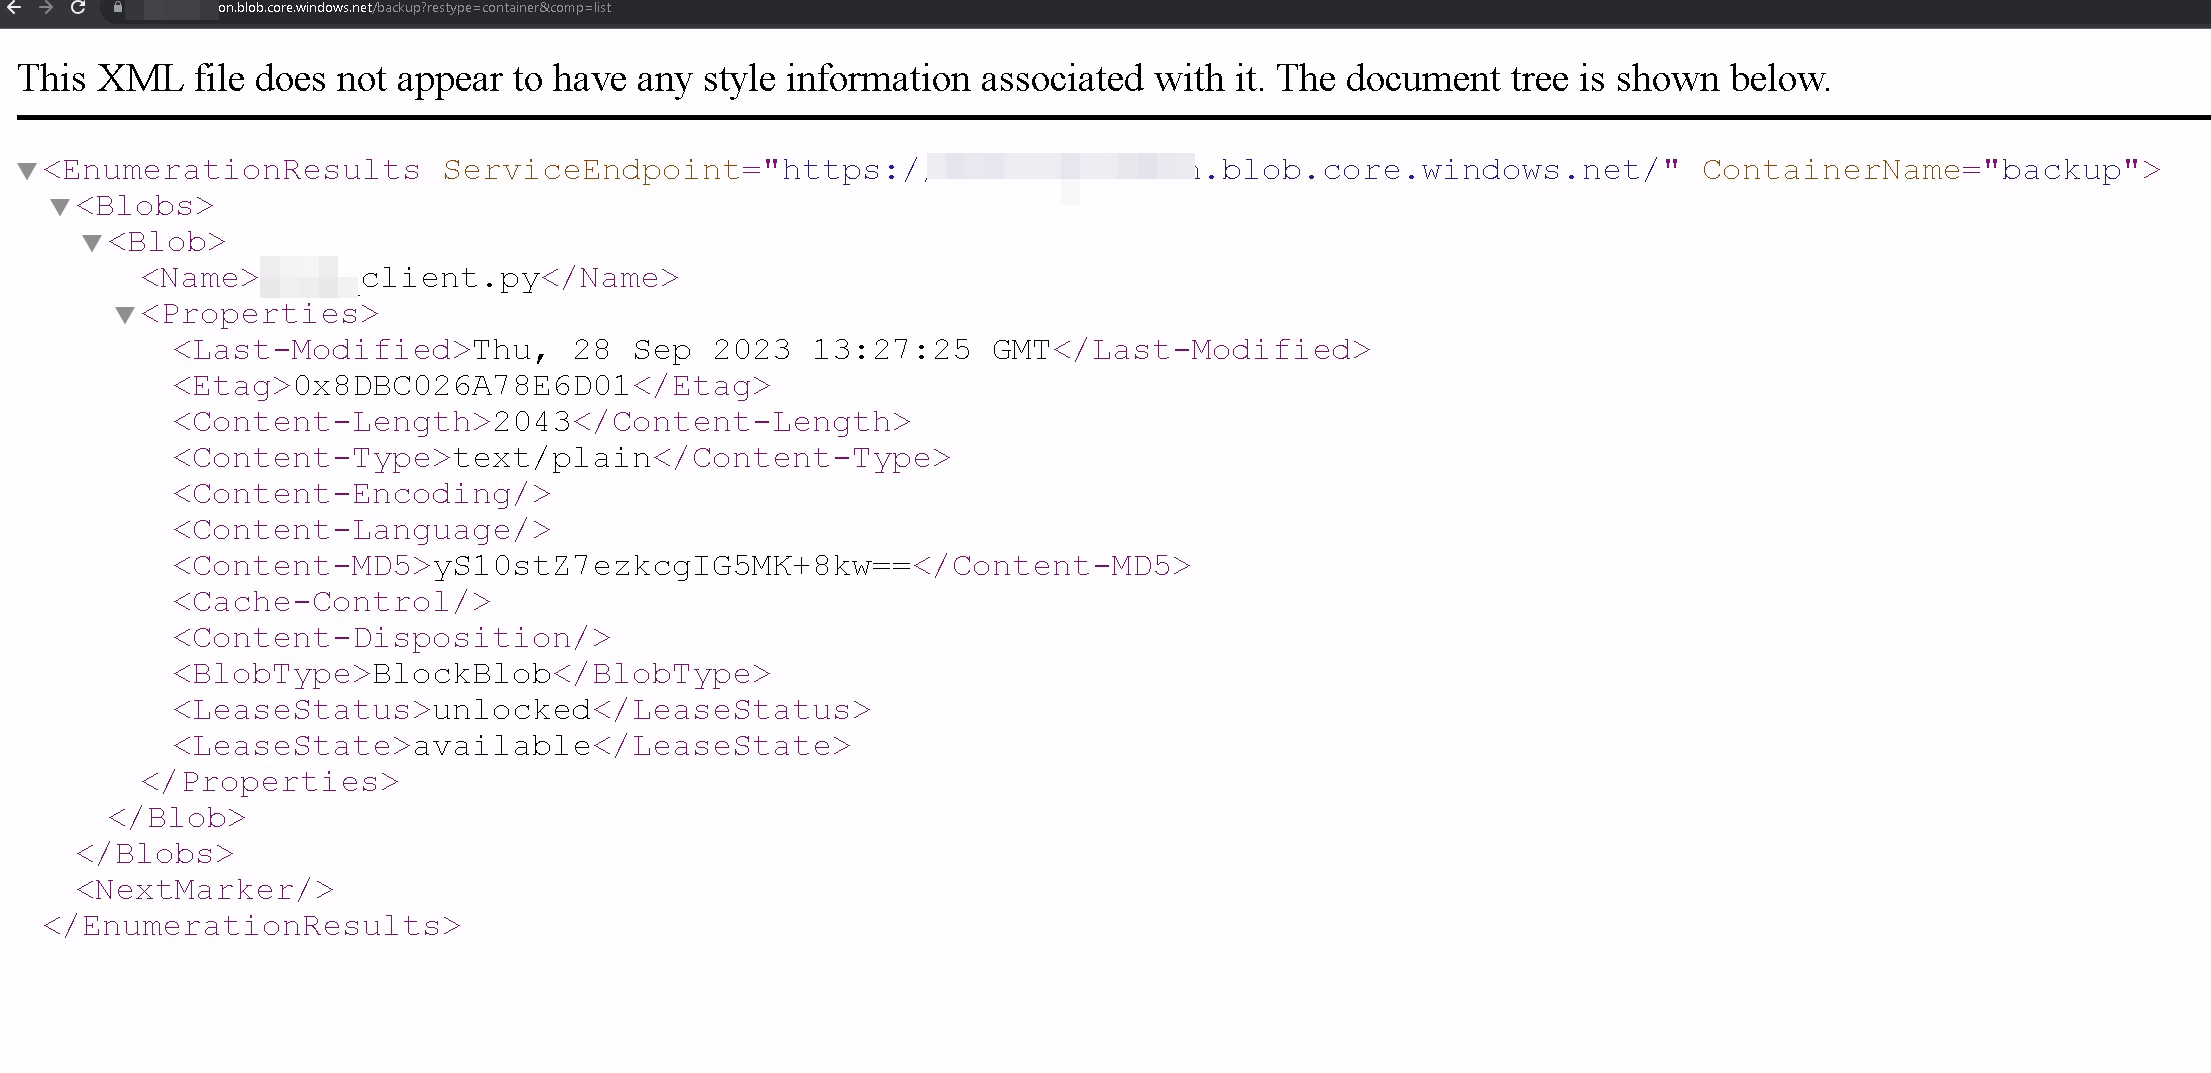 on.blob.core.windows.net/backup?restype=container&comp=list
This XML file does not appear to have any style information associated with it. The document tree is shown below.
▼<EnumerationResults ServiceEndpoint="https:/ .blob.core.windows.net/" ContainerName="backup">
▼<Blobs>
▼<Blob>
<Name> client.py</Name>
▼<Properties>
<Last-Modified>Thu, 28 Sep 2023 13:27:25 GMT</Last-Modified>
<Etag>0x8DBC026A78E6D01</Etag>
<Content-Length>2043</Content-Length>
<Content-Type>text/plain</Content-Type>
<Content-Encoding/>
<Content-Language/>
<Content-MD5>yS10stZ7ezkcgIG5MK+8kw==</Content-MD5>
<Cache-Control/>
<Content-Disposition/>
<BlobType>BlockBlob</BlobType>
<LeaseStatus>unlocked</LeaseStatus>
<LeaseState>available</LeaseState>
</Properties>
</Blob>
</Blobs>
<NextMarker/>
</EnumerationResults>